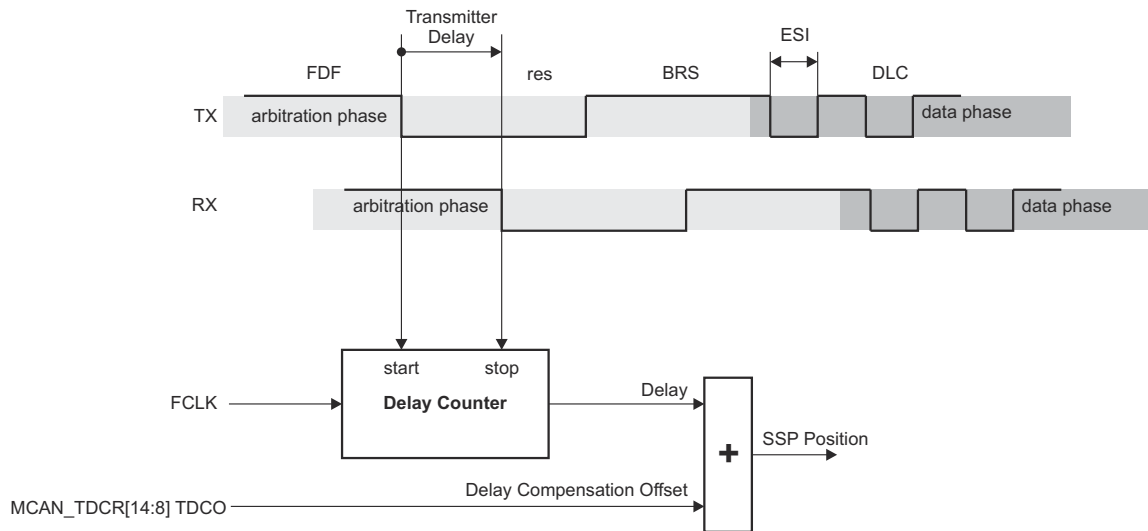 Transmitter
Delay
ESI
FDF
res
BRS
DLC
TX
arbitration phase
data phase
RX
arbitration phase
data phase
start
stop
FCLK
Delay Counter
Delay
+
SSP Position
MCAN_TDCR[14:8] TDCO
Delay Compensation Offset